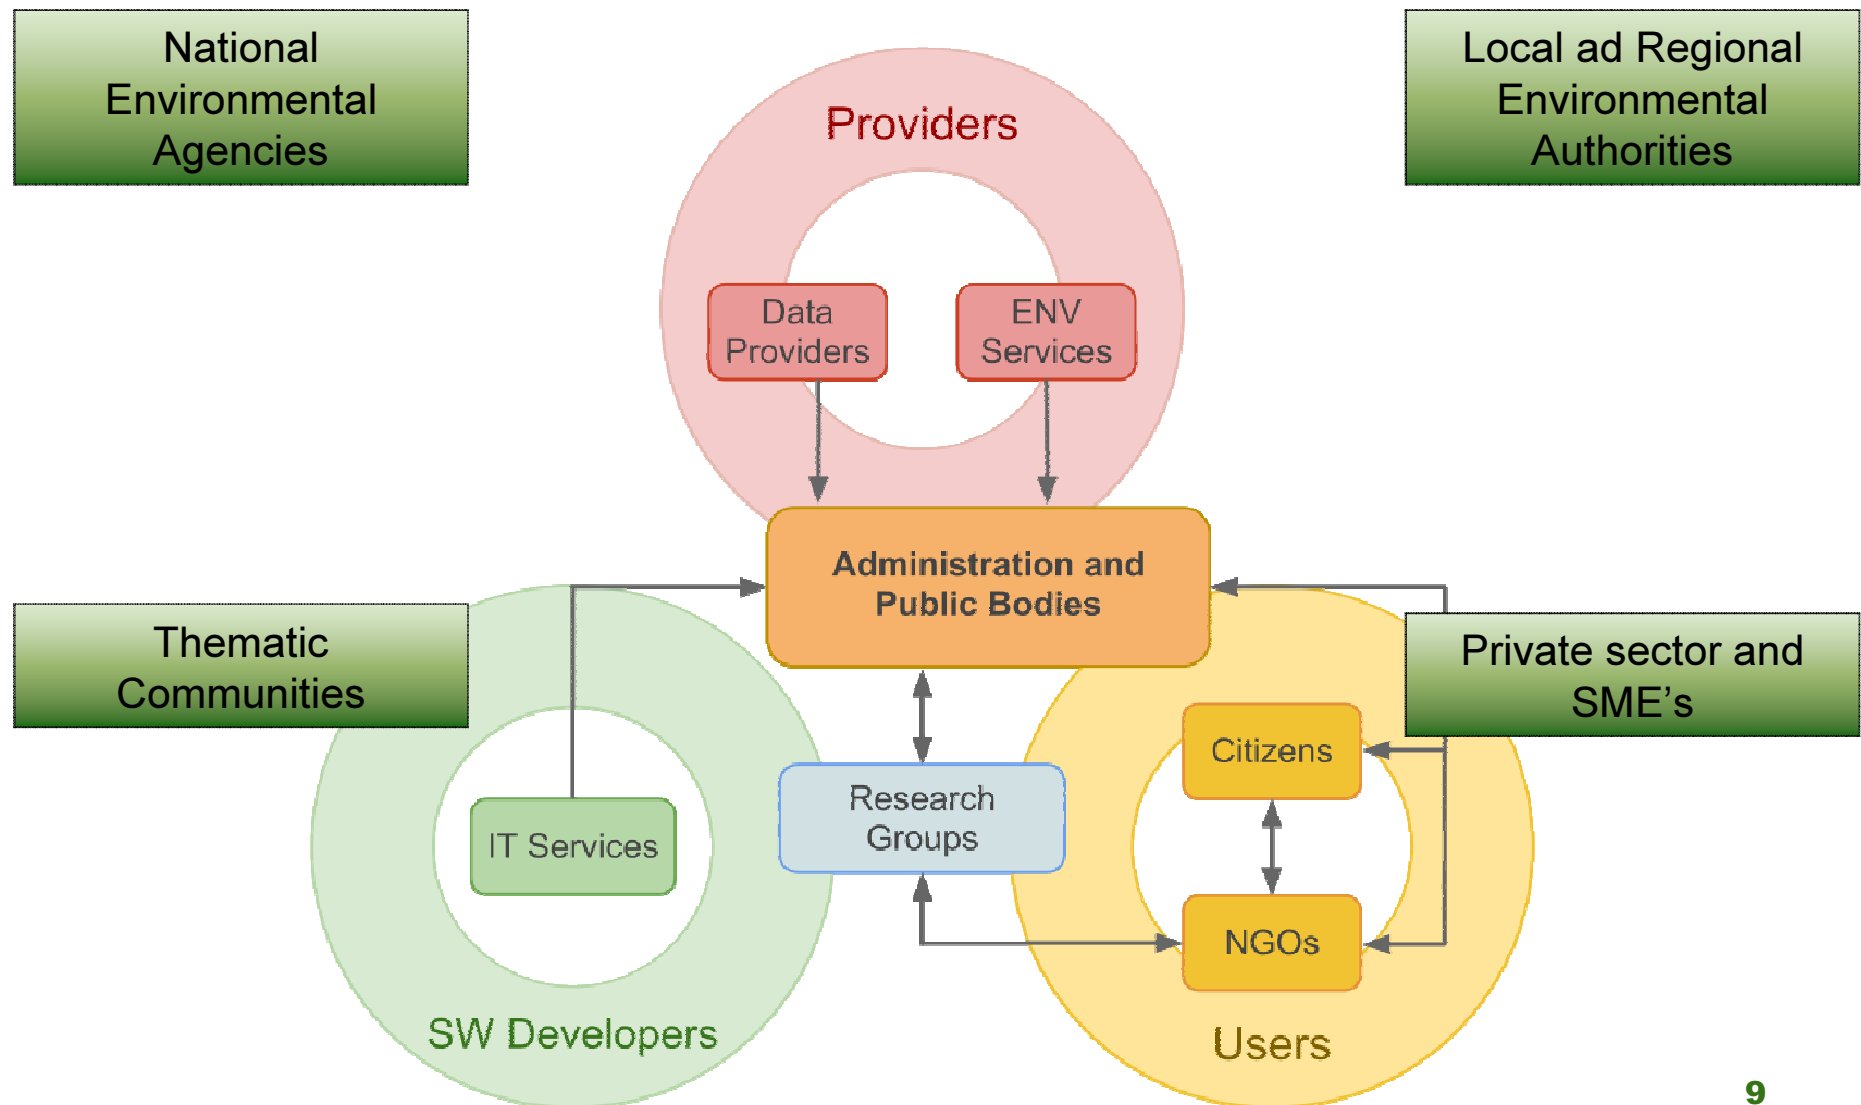 National
Environmental
Agencies
Local ad Regional
Environmental
Authorities
Providers
Data
Providers
ENV
Services
Administration and
Public Bodies
Thematic
Communities
Private sector and
SME’s
Citizens
Research
Groups
IT Services
NGOs
SW Developers
Users
9